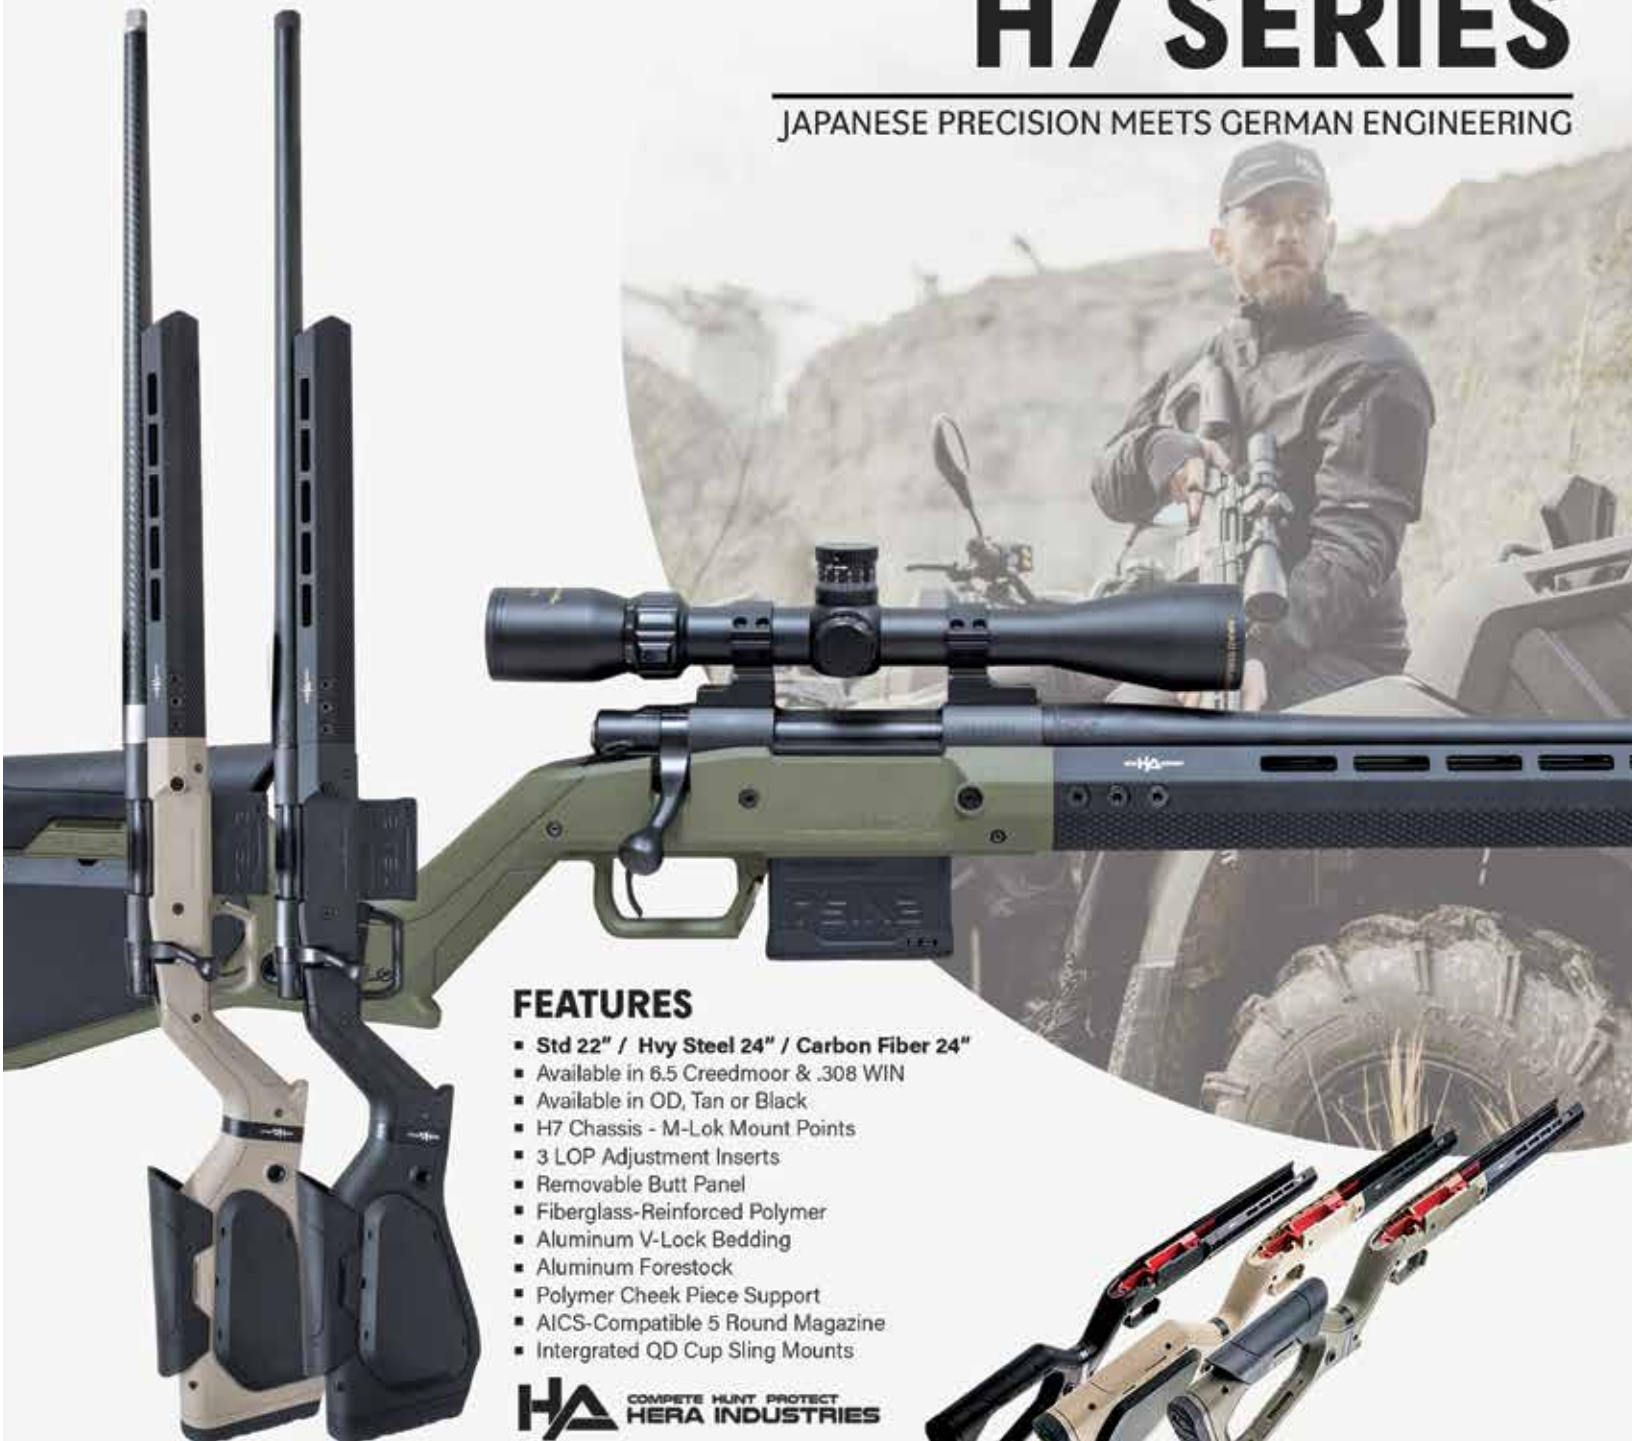 H7 SERIES
JAPANESE PRECISION MEETS GERMAN ENGINEERING
FEATURES
▪ Std 22" / Hvy Steel 24" / Carbon Fiber 24"
▪ Available in 6.5 Creedmoor & .308 WIN
▪ Available in OD, Tan or Black
▪ H7 Chassis - M-Lok Mount Points
▪ 3 LOP Adjustment Inserts
▪ Removable Butt Panel
▪ Fiberglass-Reinforced Polymer
▪ Aluminum V-Lock Bedding
▪ Aluminum Forestock
▪ Polymer Cheek Piece Support
▪ AICS-Compatible 5 Round Magazine
▪ Intergrated QD Cup Sling Mounts
HA
COMPETE HUNT PROTECT
HERA INDUSTRIES